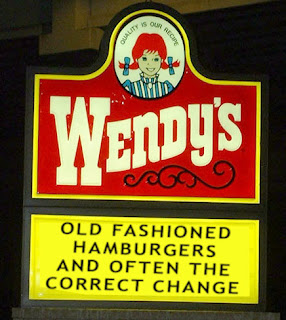 QUALITY IS OUR RECIPE
WENDY'S
OLD FASHIONED
HAMBURGERS
AND OFTEN THE
CORRECT CHANGE